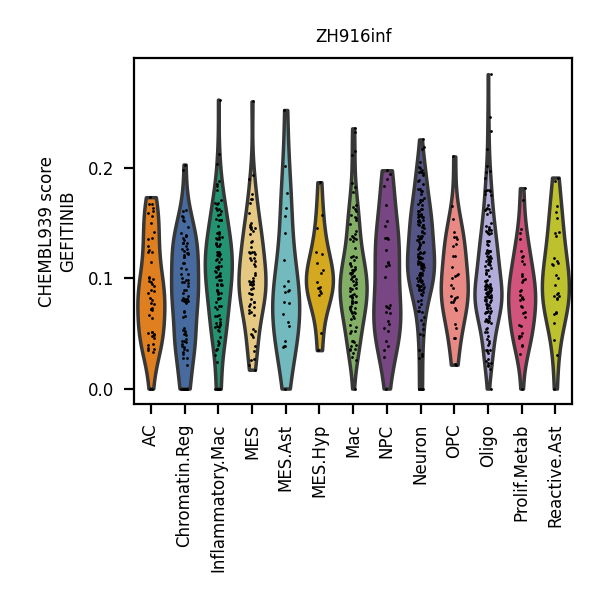 ZH916inf
CHEMBL939 score
GEFITINIB
0.2
0.1
0.0
AC
Chromatin.Reg
Inflammatory.Mac
MES
MES.Ast
MES.Hyp
Mac
NPC
Neuron
OPC
Oligo
Prolif.Metab
Reactive.Ast